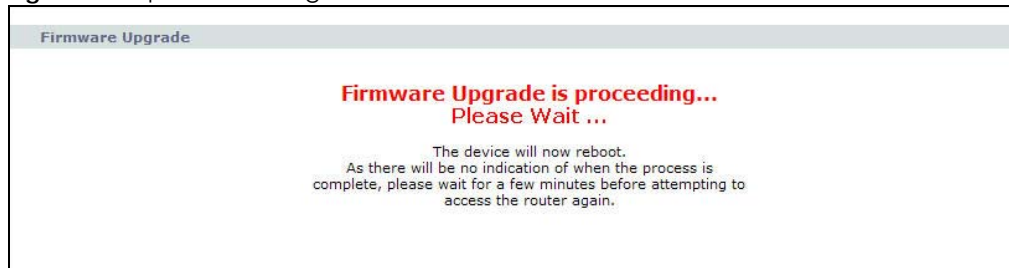 Firmware Upgrade
Firmware Upgrade is proceeding...
Please Wait ...
The device will now reboot.
As there will be no indication of when the process is
complete, please wait for a few minutes before attempting to
access the router again.